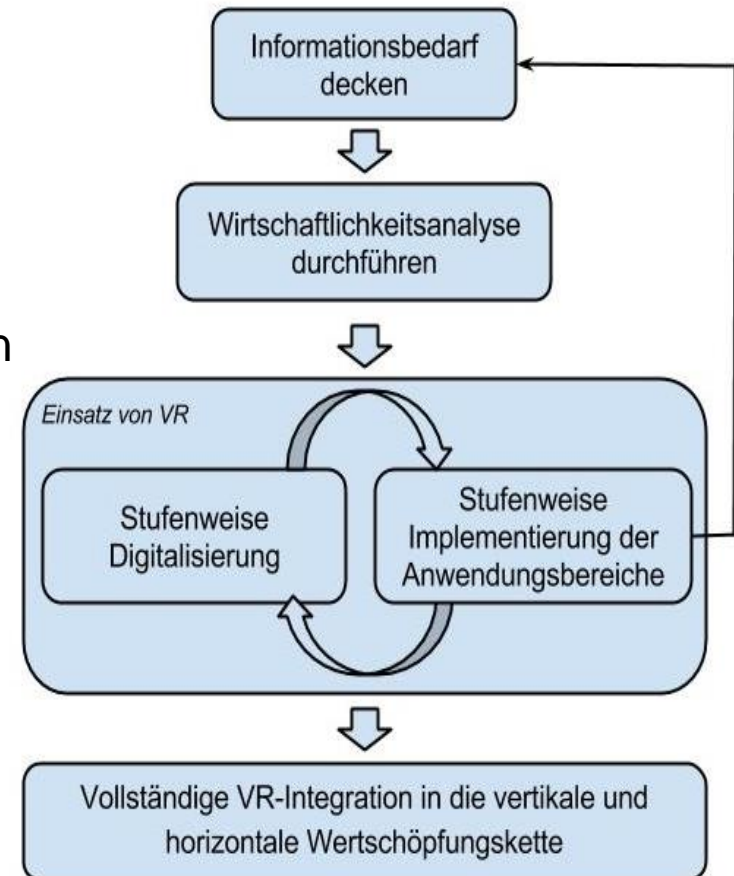 Informationsbedarf
decken
Wirtschaftlichkeitsanalyse
durchführen
n
Einsatz von VR
Stufenweise
Digitalisierung
Stufenweise
Implementierung der
Anwendungsbereiche
Vollständige VR-Integration in die vertikale und
horizontale Wertschöpfungskette